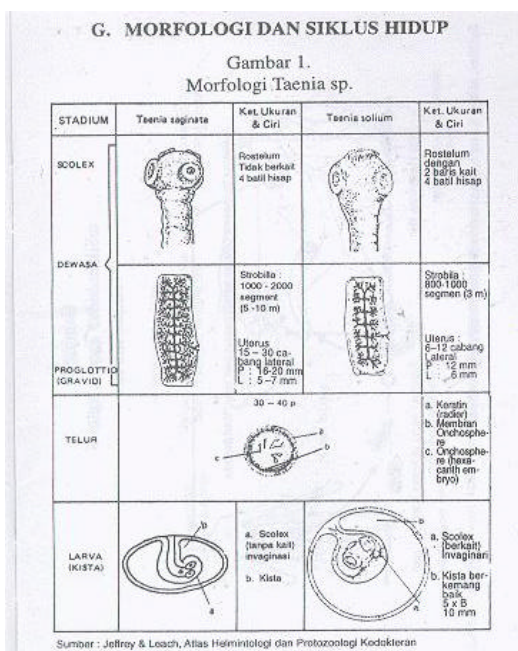 G. MORFOLOGI DAN SIKLUS HIDUP
Gambar 1.
Morfologi Taenia sp.
STADIUM
Taenia saginata
Ket. Ukuran
& Ciri
Taenia solium
Ket. Ukuran
& Ciri
SCOLEX
Rostelum
Tidak berkait
4 batil hisap
Rostelum
dengan
2 baris kait
4 batil hisap
DEWASA
PROGLOTTID
(GRAVID)
Strobilla :
1000 - 2000
segment
(5 -10 m)
Uterus
15 – 30 ca-
bang lateral
P : 16-20 mm
L : 5 –7 mm
Strobila :
800-1000
segmen (3 m)
Uterus :
6–12 cabang
Lateral
P : 12 mm
L : 6 mm
TELUR
30 – 40 µ
a
b
c
a. Keratin
(radier)
b. Membran
Onchosphe-
re
c. Onchosphe-
re (hexa-
canth em-
bryo)
LARVA
(KISTA)
b
a
a. Scolex
(tanpa kait)
invaginasi
b. Kista
b
a
a. Scolex
(berkait)
Invaginari
b. Kista ber-
kemang
baik
5 x 8
10 mm
Sumber : Jeffrey & Leach, Atlas Helmintologi dan Protozoologi Kedokteran